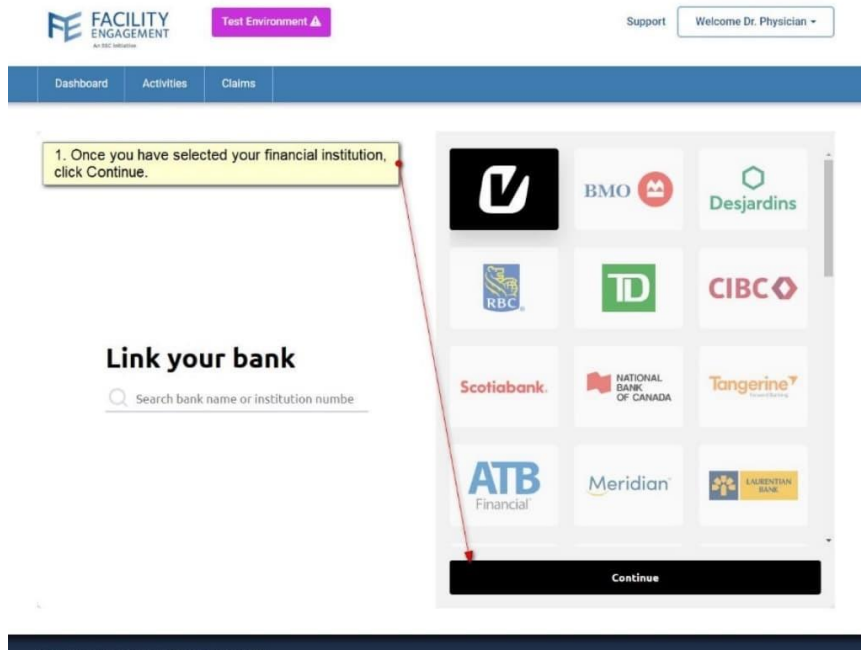 FACILITY
ENGAGEMENT
An SSC Initiative
Test Environment
Support
Welcome Dr. Physician
Dashboard
Activities
Claims
1. Once you have selected your financial institution,
click Continue.
Link your bank
Search bank name or institution numbe
BMO
Desjardins
RBC
TD
CIBC
Scotiabank
NATIONAL
BANK
OF CANADA
Tangerine
Forward Banking
ATB
Financial
Meridian
LAURENTIAN
BANK
Continue